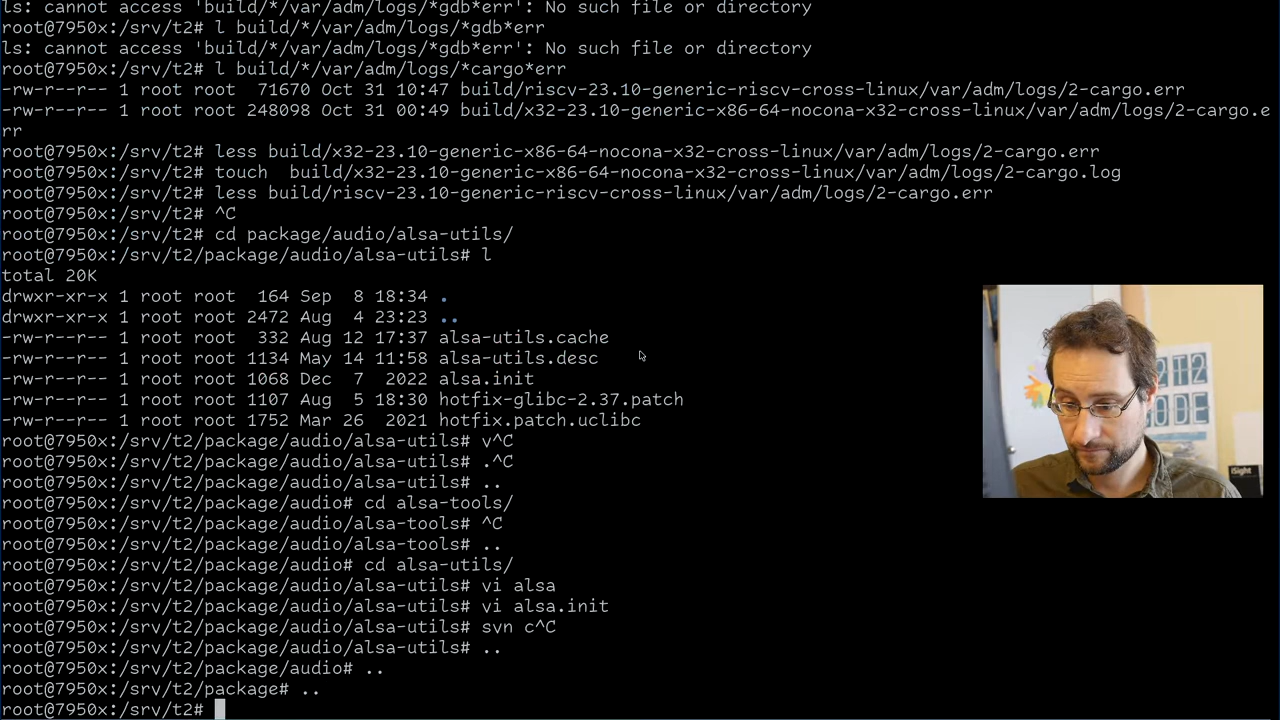 ls: cannot access 'build/*/var/adm/logs/*gdb*err': No such file or directory
root@7950x:/srv/t2# l build/*/var/adm/logs/*gdb*err
ls: cannot access 'build/*/var/adm/logs/*gdb*err': No such file or directory
root@7950x:/srv/t2# l build/*/var/adm/logs/*cargo*err
-rw-r--r-- 1 root root  71670 Oct 31 10:47 build/riscv-23.10-generic-riscv-cross-linux/var/adm/logs/2-cargo.err
-rw-r--r-- 1 root root 248098 Oct 31 00:49 build/x32-23.10-generic-x86-64-nocona-x32-cross-linux/var/adm/logs/2-cargo.e
rr
root@7950x:/srv/t2# less build/x32-23.10-generic-x86-64-nocona-x32-cross-linux/var/adm/logs/2-cargo.err
root@7950x:/srv/t2# touch  build/x32-23.10-generic-x86-64-nocona-x32-cross-linux/var/adm/logs/2-cargo.log
root@7950x:/srv/t2# less build/riscv-23.10-generic-riscv-cross-linux/var/adm/logs/2-cargo.err
root@7950x:/srv/t2# ^C
root@7950x:/srv/t2# cd package/audio/alsa-utils/
root@7950x:/srv/t2/package/audio/alsa-utils# l
total 20K
drwxr-xr-x 1 root root  164 Sep  8 18:34 .
drwxr-xr-x 1 root root 2472 Aug  4 23:23 ..
-rw-r--r-- 1 root root  332 Aug 12 17:37 alsa-utils.cache
-rw-r--r-- 1 root root 1134 May 14 11:58 alsa-utils.desc
-rw-r--r-- 1 root root 1068 Dec  7  2022 alsa.init
-rw-r--r-- 1 root root 1107 Aug  5 18:30 hotfix-glibc-2.37.patch
-rw-r--r-- 1 root root 1752 Mar 26  2021 hotfix.patch.uclibc
root@7950x:/srv/t2/package/audio/alsa-utils# v^C
root@7950x:/srv/t2/package/audio/alsa-utils# .^C
root@7950x:/srv/t2/package/audio/alsa-utils# ..
root@7950x:/srv/t2/package/audio# cd alsa-tools/
root@7950x:/srv/t2/package/audio/alsa-tools# ^C
root@7950x:/srv/t2/package/audio/alsa-tools# ..
root@7950x:/srv/t2/package/audio# cd alsa-utils/
root@7950x:/srv/t2/package/audio/alsa-utils# vi alsa
root@7950x:/srv/t2/package/audio/alsa-utils# vi alsa.init
root@7950x:/srv/t2/package/audio/alsa-utils# svn c^C
root@7950x:/srv/t2/package/audio/alsa-utils# ..
root@7950x:/srv/t2/package/audio# ..
root@7950x:/srv/t2/package# ..
root@7950x:/srv/t2#
iSight